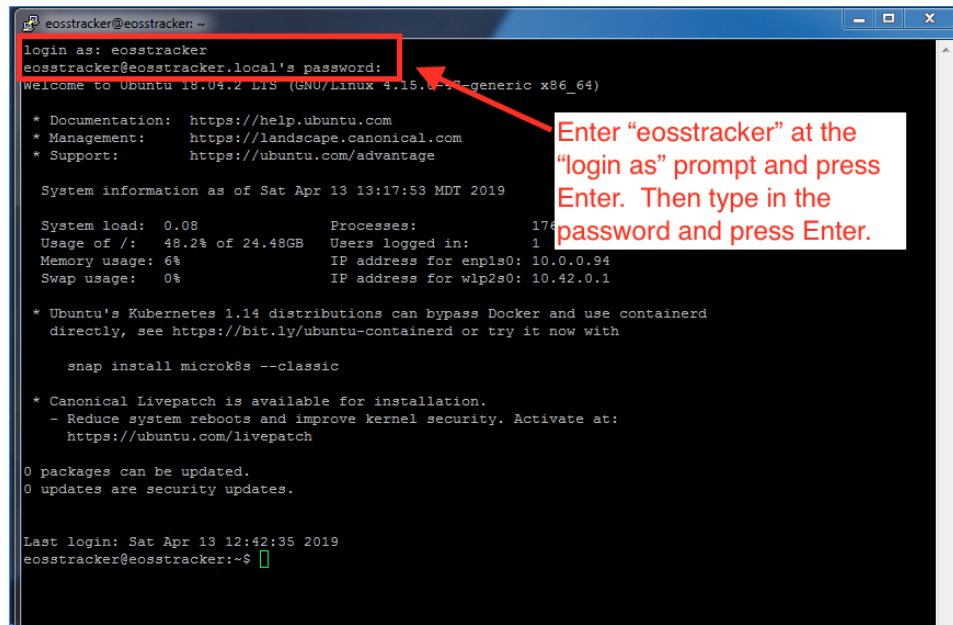 eosstracker@eosstracker: ~
login as: eosstracker
eosstracker@eosstracker.local's password:
Welcome to Ubuntu 18.04.2 LTS (GNU/Linux 4.15.0-47-generic x86_64)
* Documentation: https://help.ubuntu.com
* Management: https://landscape.canonical.com
* Support: https://ubuntu.com/advantage
Enter “eosstracker” at the
“login as” prompt and press
Enter. Then type in the
password and press Enter.
System information as of Sat Apr 13 13:17:53 MDT 2019
System load: 0.08 Processes: 176
Usage of /: 48.2% of 24.48GB Users logged in: 1
Memory usage: 6% IP address for enp1s0: 10.0.0.94
Swap usage: 0% IP address for wlp2s0: 10.42.0.1
* Ubuntu's Kubernetes 1.14 distributions can bypass Docker and use containerd
directly, see https://bit.ly/ubuntu-containerd or try it now with
snap install microk8s --classic
* Canonical Livepatch is available for installation.
- Reduce system reboots and improve kernel security. Activate at:
https://ubuntu.com/livepatch
0 packages can be updated.
0 updates are security updates.
Last login: Sat Apr 13 12:42:35 2019
eosstracker@eosstracker:~$